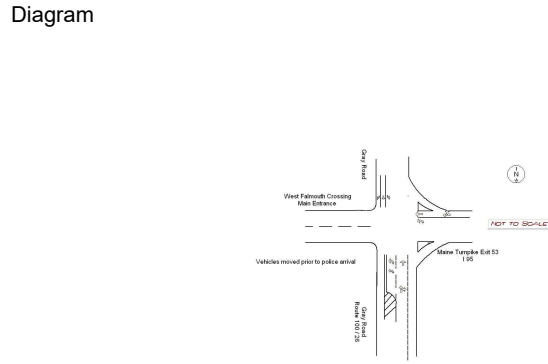 Diagram
Gray Road
N
West Falmouth Crossing
Main Entrance
NOT TO SCALE
Maine Turnpike Exit 53
I 95
Vehicles moved prior to police arrival
Gray Road
Route 100 / 26